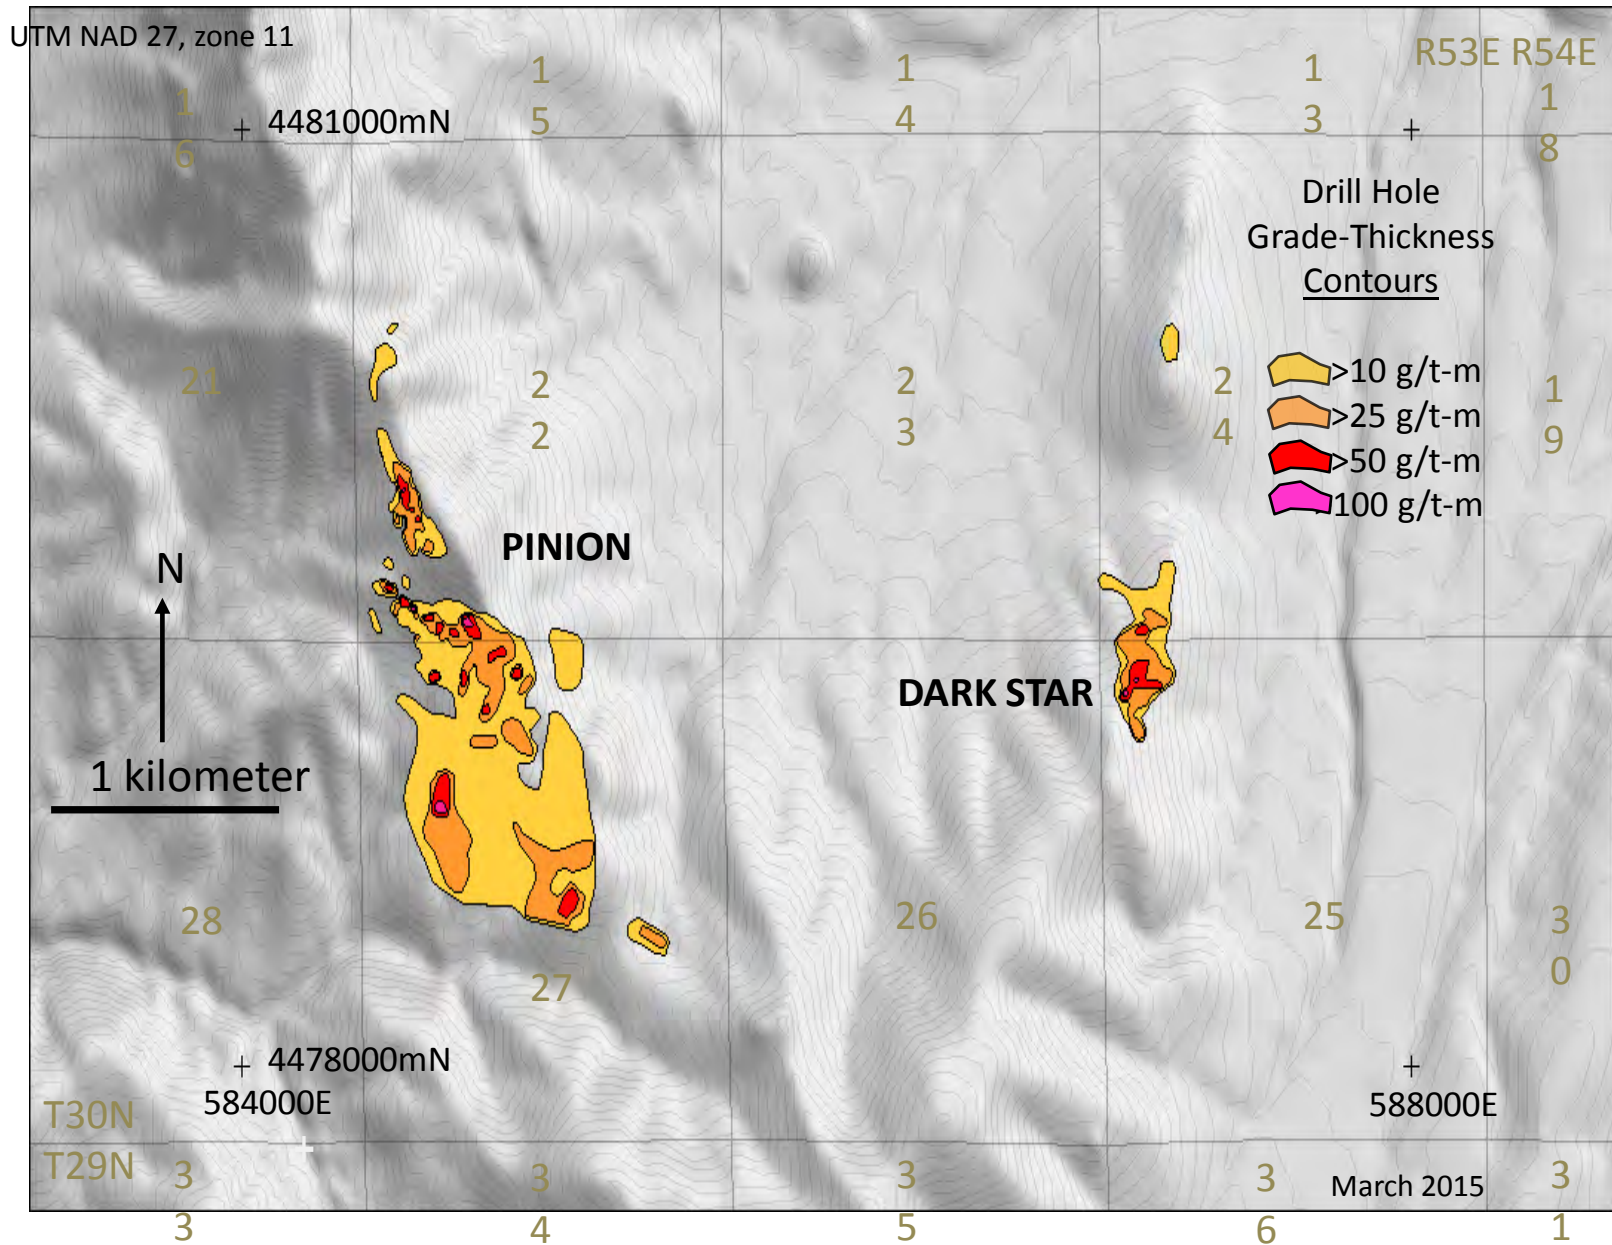 UTM NAD 27, zone 11
R53E R54E
1
6
1
5
1
4
1
3
1
8
4481000mN
Drill Hole
Grade-Thickness
Contours
>10 g/t-m
>25 g/t-m
>50 g/t-m
100 g/t-m
21
2
2
2
3
2
4
1
9
PINION
N
DARK STAR
1 kilometer
28
27
26
25
3
0
4478000mN
584000E
588000E
T30N
T29N
March 2015
3
3
3
4
3
5
3
6
3
1